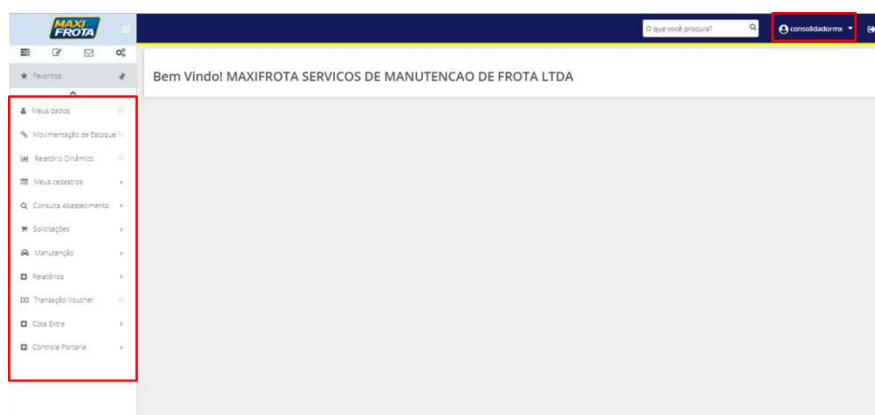 MAXI
FROTA
O que você procura?
consolidadormx
Favoritos
Bem Vindo! MAXIFROTA SERVICOS DE MANUTENCAO DE FROTA LTDA
Meus dados
Movimentação de Estoque
Relatório Dinâmico
Meus cadastros
Consulta Abastecimento
Solicitações
Manutenção
Relatórios
Transação Voucher
Cota Extra
Controle Portaria